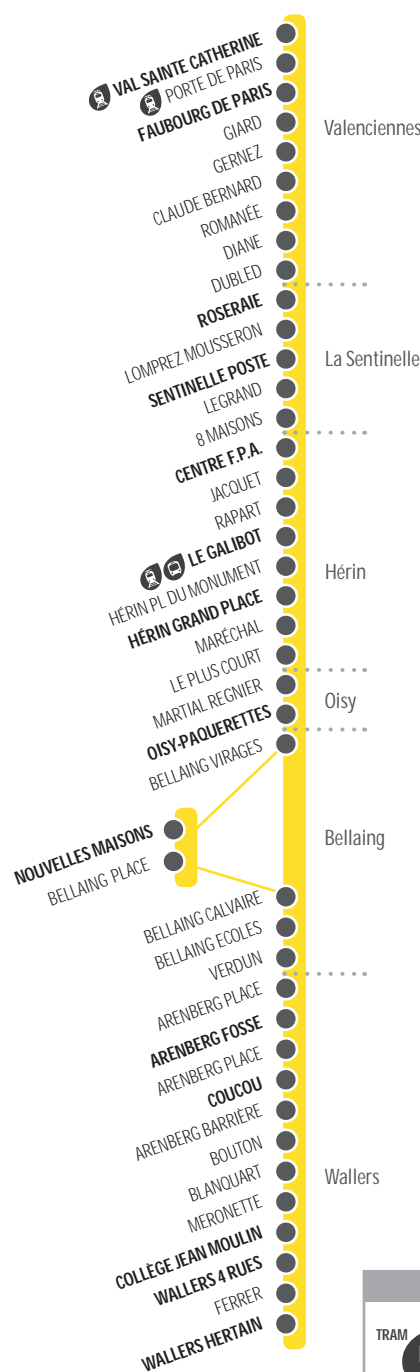 VAL SAINTE CATHERINE
PORTE DE PARIS
FAUBOURG DE PARIS
GIARD
Valenciennes
GERNEZ
CLAUDE BERNARD
ROMANÉE
DIANE
DUBLED
ROSERAIE
LOMPREZ MOUSSERON
SENTINELLE POSTE
La Sentinelle
LEGRAND
8 MAISONS
CENTRE F.P.A.
JACQUET
RAPART
LE GALIBOT
HÉRIN PL DU MONUMENT
Hérin
HÉRIN GRAND PLACE
MARÉCHAL
LE PLUS COURT
MARTIAL REGNIER
Oisy
OISY-PAQUERETTES
BELLAING VIRAGES
NOUVELLES MAISONS
Bellaing
BELLAING PLACE
BELLAING CALVAIRE
BELLAING ECOLES
VERDUN
ARENBERG PLACE
ARENBERG FOSSE
ARENBERG PLACE
COUCOU
ARENBERG BARRIÈRE
BOUTON
BLANQUART
Wallers
MERONETTE
COLLÈGE JEAN MOULIN
WALLERS 4 RUES
FERRER
WALLERS HERTAIN
TRAM